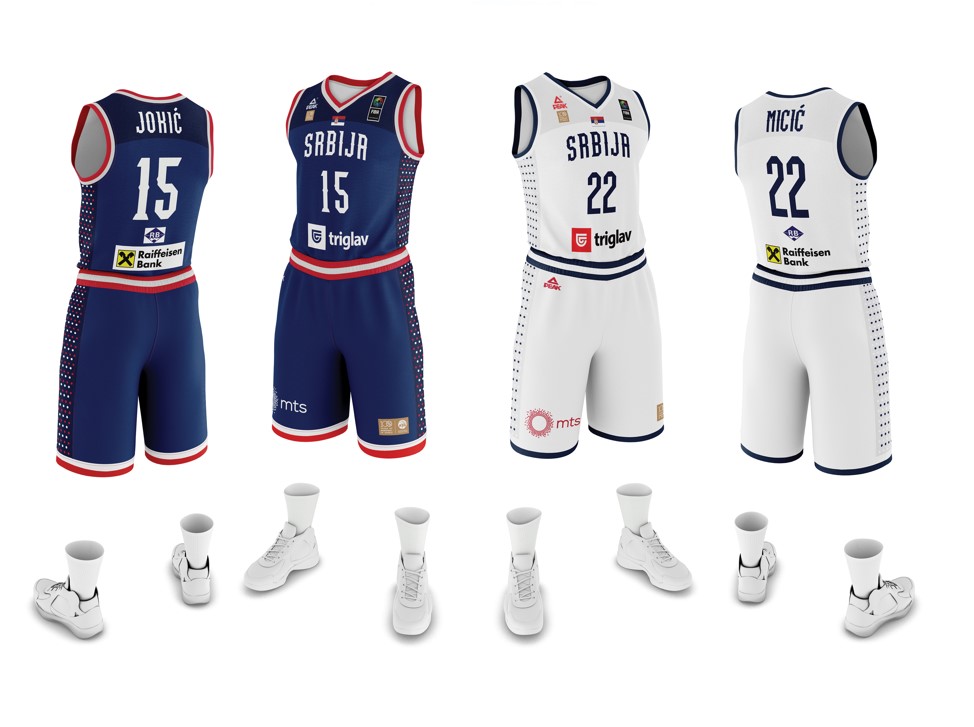 JOKIĆ
15
RB
Raiffeisen
Bank
PEAK
FIBA
SRBIJA
15
triglav
mts
PEAK
FIBA
SRBIJA
22
triglav
PEAK
mts
MICIĆ
22
RB
Raiffeisen
Bank